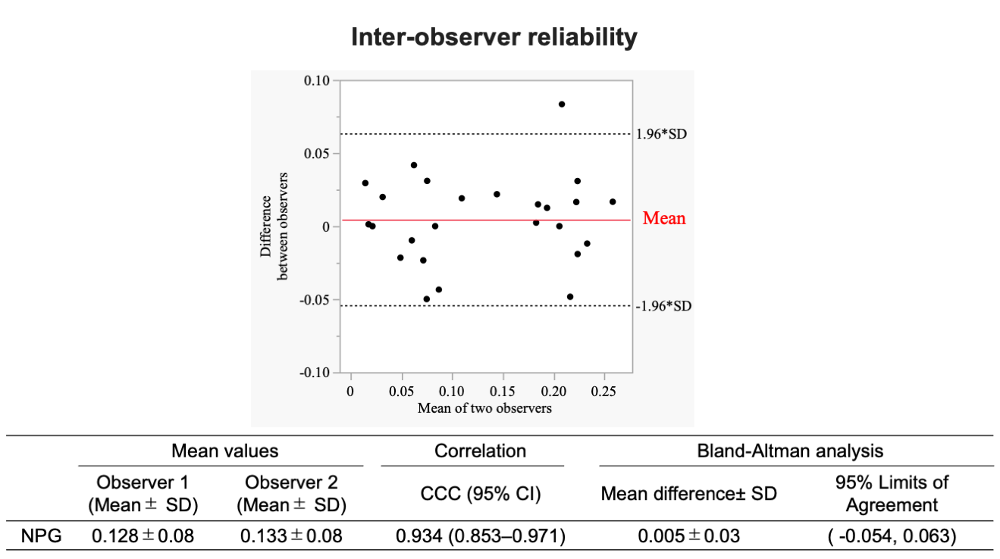 Inter-observer reliability
0.10
0.05
0
-0.05
-0.10
Difference
between observers
1.96*SD
Mean
-1.96*SD
0 0.05 0.10 0.15 0.20 0.25
Mean of two observers
Mean values Correlation Bland-Altman analysis
Observer 1 Observer 2 95% Limits of
(Mean ± SD) (Mean ± SD) CCC (95% CI) Mean difference± SD Agreement
NPG 0.128 ± 0.08 0.133 ± 0.08 0.934 (0.853–0.971) 0.005 ± 0.03 ( -0.054, 0.063)